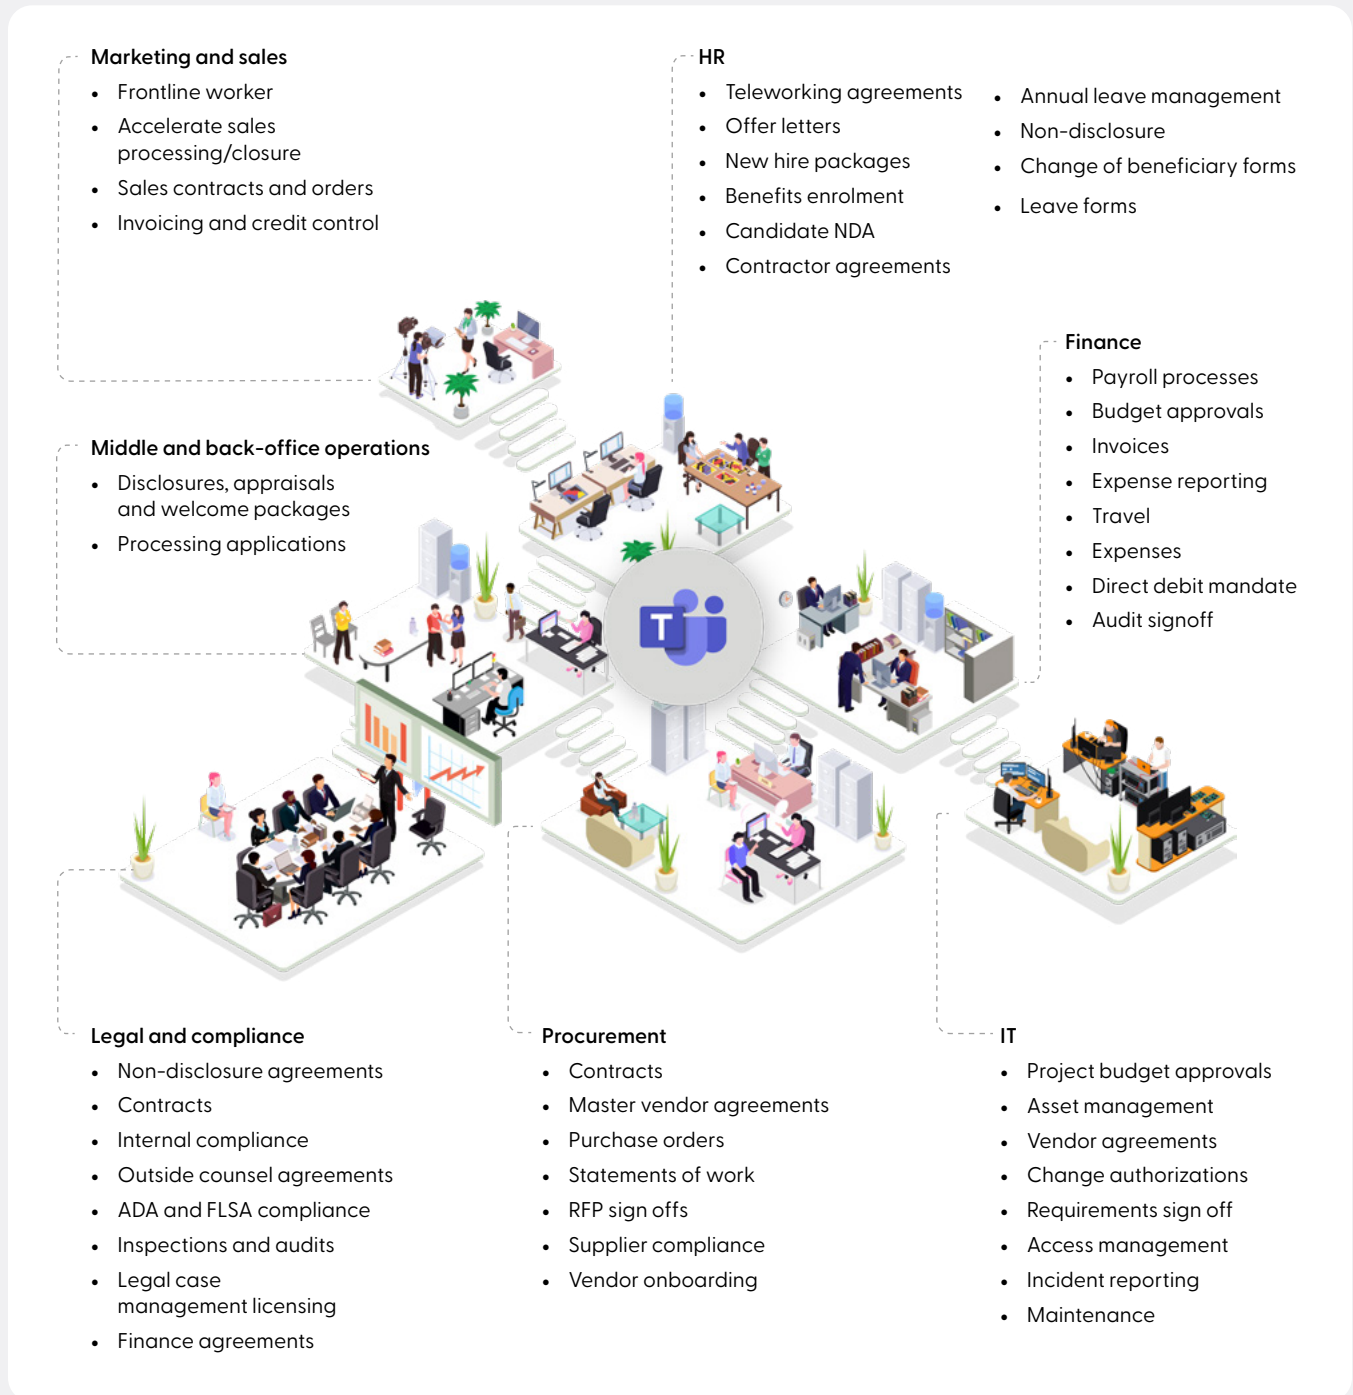 Marketing and sales
• Frontline worker
• Accelerate sales
processing/closure
• Sales contracts and orders
• Invoicing and credit control
HR
• Teleworking agreements
• Offer letters
• New hire packages
• Benefits enrolment
• Candidate NDA
• Contractor agreements
• Annual leave management
• Non-disclosure
• Change of beneficiary forms
• Leave forms
Finance
• Payroll processes
• Budget approvals
• Invoices
• Expense reporting
• Travel
• Expenses
• Direct debit mandate
• Audit signoff
Middle and back-office operations
• Disclosures, appraisals
and welcome packages
• Processing applications
T
Legal and compliance
• Non-disclosure agreements
• Contracts
• Internal compliance
• Outside counsel agreements
• ADA and FLSA compliance
• Inspections and audits
• Legal case
management licensing
• Finance agreements
Procurement
• Contracts
• Master vendor agreements
• Purchase orders
• Statements of work
• RFP sign offs
• Supplier compliance
• Vendor onboarding
IT
• Project budget approvals
• Asset management
• Vendor agreements
• Change authorizations
• Requirements sign off
• Access management
• Incident reporting
• Maintenance